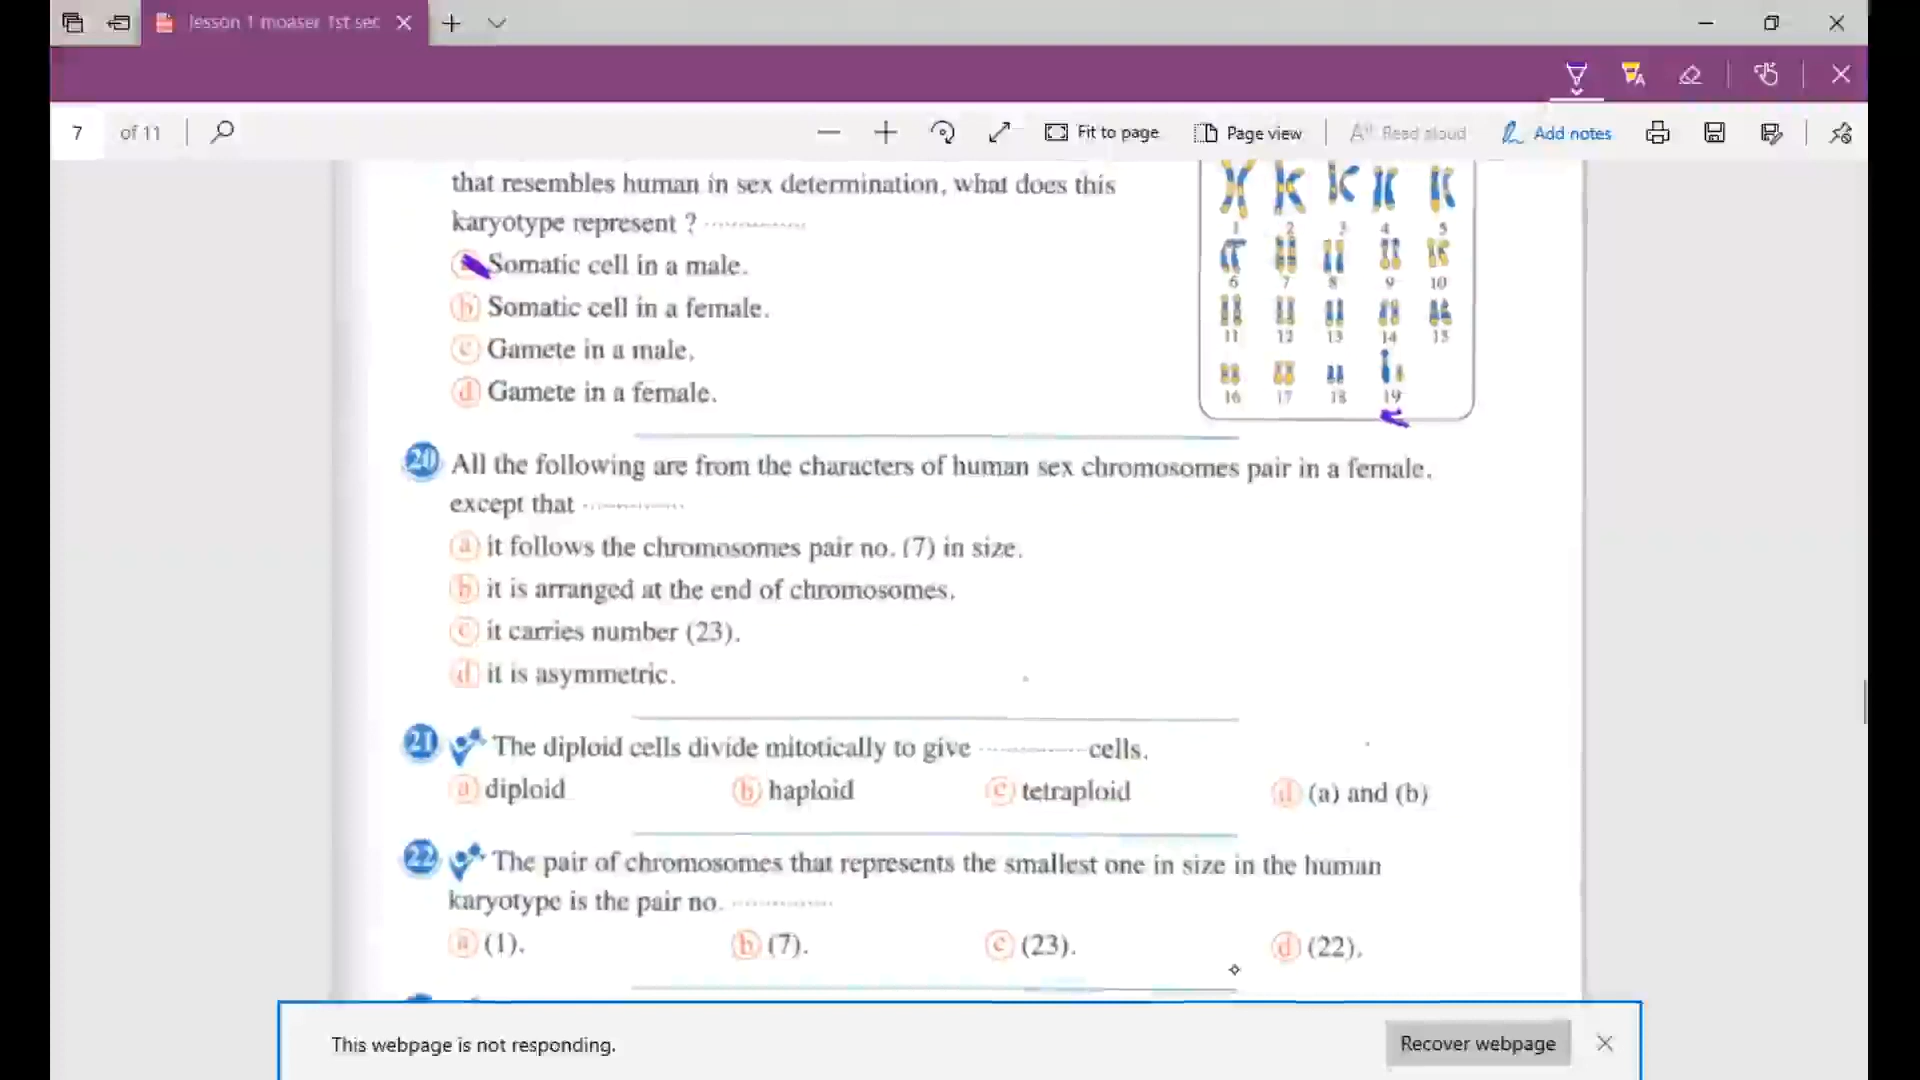 lesson 1 moaser 1st sec
7 of 11
Fit to page
Page view
Read aloud
Add notes
that resembles human in sex determination, what does this
karyotype represent ? ............
Somatic cell in a male.
b Somatic cell in a female.
c Gamete in a male.
d Gamete in a female.
1 2 3 4 5
6 7 8 9 10
11 12 13 14 15
16 17 18 19
20 All the following are from the characters of human sex chromosomes pair in a female,
except that ............
a it follows the chromosomes pair no. (7) in size.
b it is arranged at the end of chromosomes.
c it carries number (23).
d it is asymmetric.
21 The diploid cells divide mitotically to give ............ cells.
a diploid b haploid c tetraploid d (a) and (b)
22 The pair of chromosomes that represents the smallest one in size in the human
karyotype is the pair no. ............
a (1). b (7). c (23). d (22).
This webpage is not responding.
Recover webpage